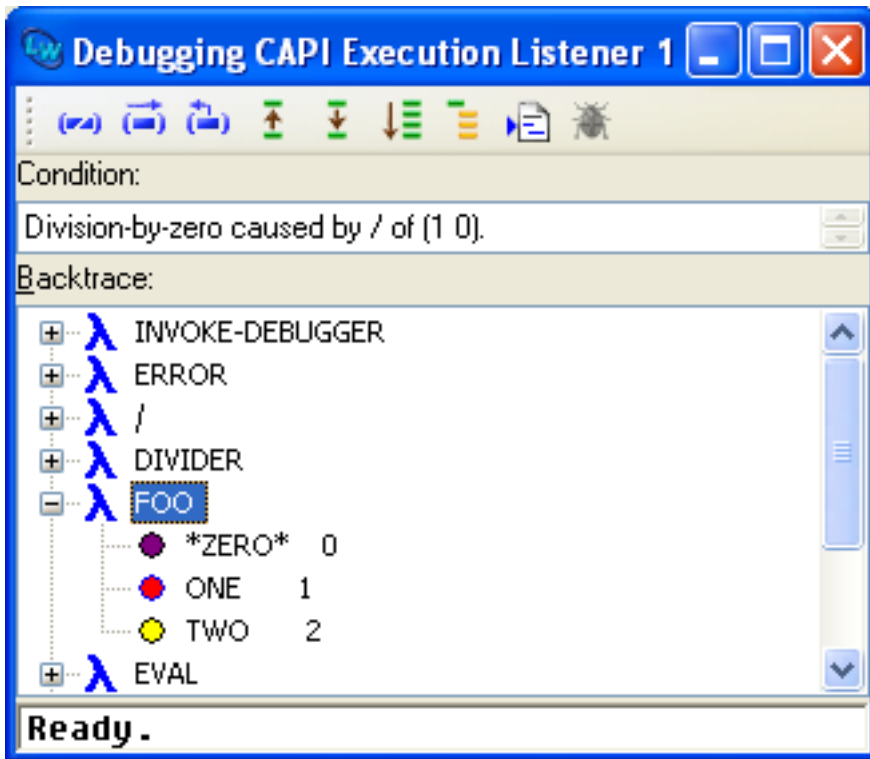 Debugging CAPI Execution Listener 1
Condition:
Division-by-zero caused by / of (1 0).
Backtrace:
λ INVOKE-DEBUGGER
λ ERROR
λ /
λ DIVIDER
λ FOO
*ZERO* 0
ONE 1
TWO 2
λ EVAL
Ready.